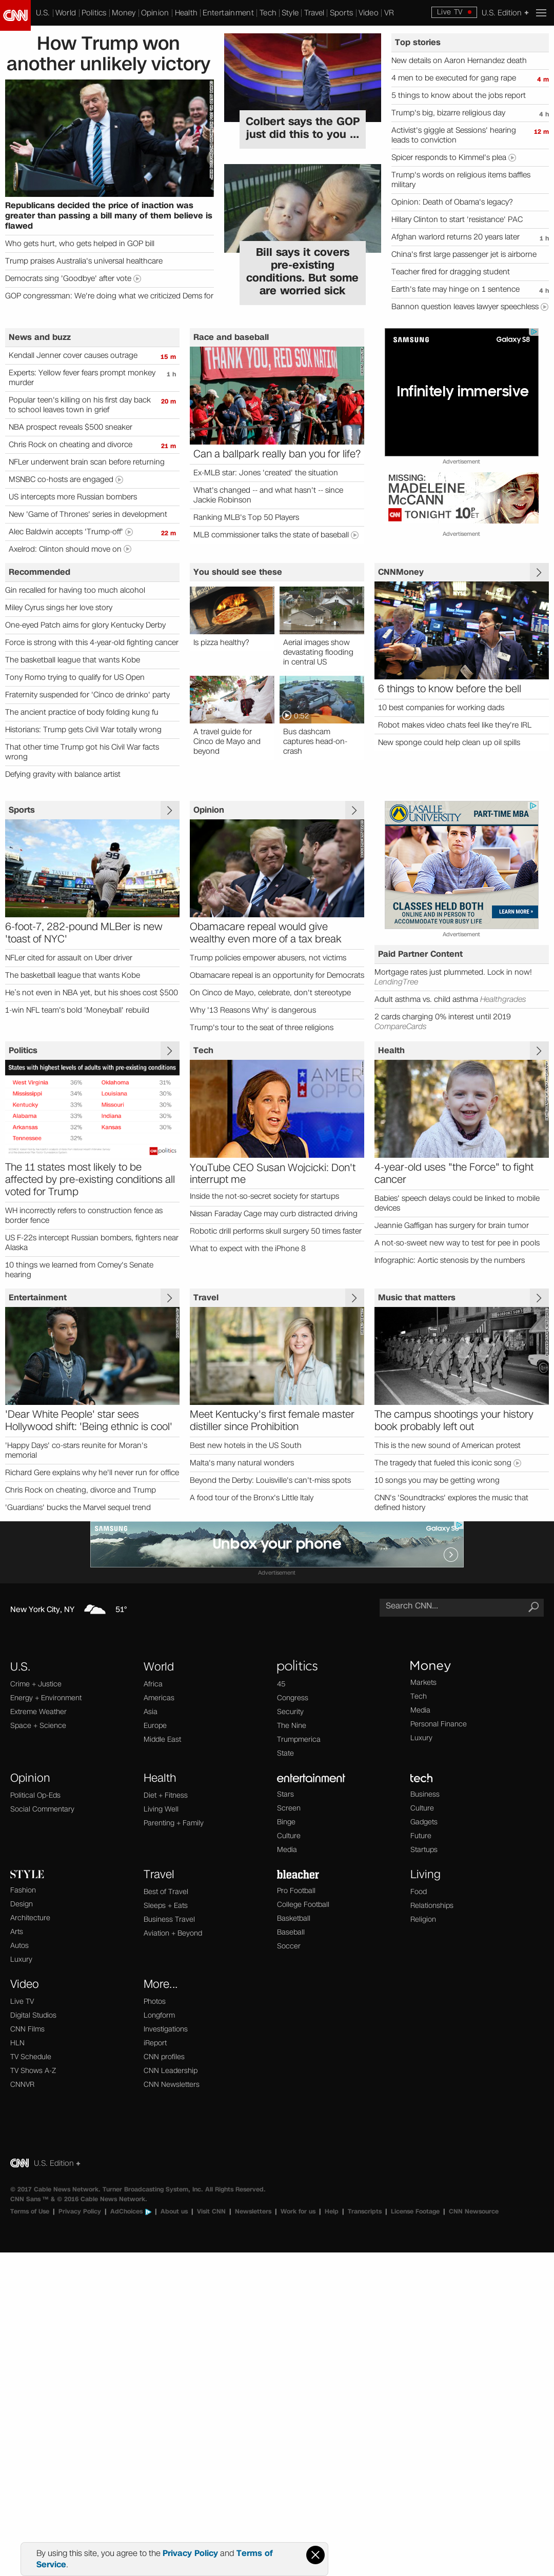 CNN
U.S. | World | Politics | Money | Opinion | Health | Entertainment | Tech | Style | Travel | Sports | Video | VR
Live TV
U.S. Edition +
How Trump won another unlikely victory
Republicans decided the price of inaction was greater than passing a bill many of them believe is flawed
Who gets hurt, who gets helped in GOP bill
Trump praises Australia's universal healthcare
Democrats sing 'Goodbye' after vote
GOP congressman: We're doing what we criticized Dems for
Colbert says the GOP just did this to you ...
Bill says it covers pre-existing conditions. But some are worried sick
Top stories
New details on Aaron Hernandez death
4 men to be executed for gang rape 4 m
5 things to know about the jobs report
Trump's big, bizarre religious day 4 h
Activist's giggle at Sessions' hearing leads to conviction 12 m
Spicer responds to Kimmel's plea
Trump's words on religious items baffles military
Opinion: Death of Obama's legacy?
Hillary Clinton to start 'resistance' PAC
Afghan warlord returns 20 years later 1 h
China's first large passenger jet is airborne
Teacher fired for dragging student
Earth's fate may hinge on 1 sentence 4 h
Bannon question leaves lawyer speechless
News and buzz
Kendall Jenner cover causes outrage 15 m
Experts: Yellow fever fears prompt monkey murder 1 h
Popular teen's killing on his first day back to school leaves town in grief 20 m
NBA prospect reveals $500 sneaker
Chris Rock on cheating and divorce 21 m
NFLer underwent brain scan before returning
MSNBC co-hosts are engaged
US intercepts more Russian bombers
New 'Game of Thrones' series in development
Alec Baldwin accepts 'Trump-off' 22 m
Axelrod: Clinton should move on
Race and baseball
THANK YOU, RED SOX NATION
Can a ballpark really ban you for life?
Ex-MLB star: Jones 'created' the situation
What's changed -- and what hasn't -- since Jackie Robinson
Ranking MLB's Top 50 Players
MLB commissioner talks the state of baseball
SAMSUNG
Galaxy S8
Infinitely immersive
Advertisement
MISSING:
MADELEINE McCANN
CNN TONIGHT 10P ET
Advertisement
Recommended
Girl recalled for having too much alcohol
Miley Cyrus sings her love story
One-eyed Patch aims for glory Kentucky Derby
Force is strong with this 4-year-old fighting cancer
The basketball league that wants Kobe
Tony Romo trying to qualify for US Open
Fraternity suspended for 'Cinco de drinko' party
The ancient practice of body folding kung fu
Historians: Trump gets Civil War totally wrong
That other time Trump got his Civil War facts wrong
Defying gravity with balance artist
You should see these
Is pizza healthy?
Aerial images show devastating flooding in central US
A travel guide for Cinco de Mayo and beyond
0:52
Bus dashcam captures head-on-crash
CNNMoney
6 things to know before the bell
10 best companies for working dads
Robot makes video chats feel like they're IRL
New sponge could help clean up oil spills
Sports
99
6-foot-7, 282-pound MLBer is new 'toast of NYC'
NFLer cited for assault on Uber driver
The basketball league that wants Kobe
He's not even in NBA yet, but his shoes cost $500
1-win NFL team's bold 'Moneyball' rebuild
Opinion
Obamacare repeal would give wealthy even more of a tax break
Trump policies empower abusers, not victims
Obamacare repeal is an opportunity for Democrats
On Cinco de Mayo, celebrate, don't stereotype
Why '13 Reasons Why' is dangerous
Trump's tour to the seat of three religions
LASALLE UNIVERSITY
PART-TIME MBA
CLASSES HELD BOTH
ONLINE AND IN PERSON TO ACCOMMODATE YOUR BUSY LIFE
LEARN MORE
Advertisement
Paid Partner Content
Mortgage rates just plummeted. Lock in now! LendingTree
Adult asthma vs. child asthma Healthgrades
2 cards charging 0% interest until 2019 CompareCards
Politics
States with highest levels of adults with pre-existing conditions
West Virginia 36% Oklahoma 31%
Mississippi 34% Louisiana 30%
Kentucky 33% Missouri 30%
Alabama 33% Indiana 30%
Arkansas 32% Kansas 30%
Tennessee 32%
CNN politics
The 11 states most likely to be affected by pre-existing conditions all voted for Trump
WH incorrectly refers to construction fence as border fence
US F-22s intercept Russian bombers, fighters near Alaska
10 things we learned from Comey's Senate hearing
Tech
YouTube CEO Susan Wojcicki: Don't interrupt me
Inside the not-so-secret society for startups
Nissan Faraday Cage may curb distracted driving
Robotic drill performs skull surgery 50 times faster
What to expect with the iPhone 8
Health
4-year-old uses "the Force" to fight cancer
Babies' speech delays could be linked to mobile devices
Jeannie Gaffigan has surgery for brain tumor
A not-so-sweet new way to test for pee in pools
Infographic: Aortic stenosis by the numbers
Entertainment
'Dear White People' star sees Hollywood shift: 'Being ethnic is cool'
'Happy Days' co-stars reunite for Moran's memorial
Richard Gere explains why he'll never run for office
Chris Rock on cheating, divorce and Trump
'Guardians' bucks the Marvel sequel trend
Travel
Meet Kentucky's first female master distiller since Prohibition
Best new hotels in the US South
Malta's many natural wonders
Beyond the Derby: Louisville's can't-miss spots
A food tour of the Bronx's Little Italy
Music that matters
The campus shootings your history book probably left out
This is the new sound of American protest
The tragedy that fueled this iconic song
10 songs you may be getting wrong
CNN's 'Soundtracks' explores the music that defined history
SAMSUNG
Galaxy S8
Unbox your phone
Advertisement
New York City, NY 51°
Search CNN...
U.S.
Crime + Justice
Energy + Environment
Extreme Weather
Space + Science
World
Africa
Americas
Asia
Europe
Middle East
politics
45
Congress
Security
The Nine
Trumpmerica
State
Money
Markets
Tech
Media
Personal Finance
Luxury
Opinion
Political Op-Eds
Social Commentary
Health
Diet + Fitness
Living Well
Parenting + Family
entertainment
Stars
Screen
Binge
Culture
Media
tech
Business
Culture
Gadgets
Future
Startups
STYLE
Fashion
Design
Architecture
Arts
Autos
Luxury
Travel
Best of Travel
Sleeps + Eats
Business Travel
Aviation + Beyond
bleacher
Pro Football
College Football
Basketball
Baseball
Soccer
Living
Food
Relationships
Religion
Video
Live TV
Digital Studios
CNN Films
HLN
TV Schedule
TV Shows A-Z
CNNVR
More...
Photos
Longform
Investigations
iReport
CNN profiles
CNN Leadership
CNN Newsletters
CNN U.S. Edition +
© 2017 Cable News Network. Turner Broadcasting System, Inc. All Rights Reserved.
CNN Sans ™ & © 2016 Cable News Network.
Terms of Use | Privacy Policy | AdChoices | About us | Visit CNN | Newsletters | Work for us | Help | Transcripts | License Footage | CNN Newsource
By using this site, you agree to the Privacy Policy and Terms of Service.